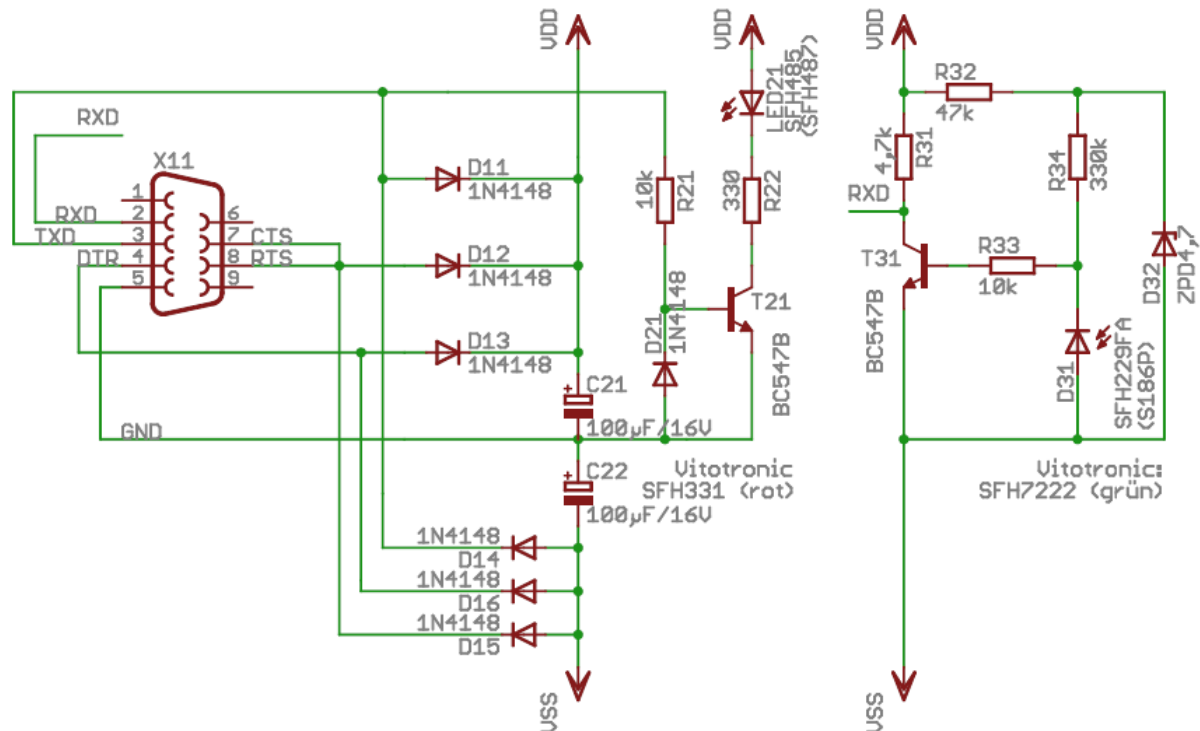 VDD
VDD
VDD
LED21
SFH485
(SFH487)
R32
47k
RXD
X11
1
2
3
4
5
6
7
8
9
RXD
TXD
DTR
CTS
RTS
GND
D11
1N4148
D12
1N4148
D13
1N4148
10k
R21
330
R22
D21
1N4148
T21
BC547B
C21
100µF/16V
C22
100µF/16V
Vitotronic
SFH331 (rot)
1N4148
D14
1N4148
D16
1N4148
D15
VSS
4,7k
R31
RXD
T31
BC547B
R33
10k
R34
330k
D31
SFH229FA
(S186P)
D32
ZPD4,7
Vitotronic:
SFH7222 (grün)
VSS